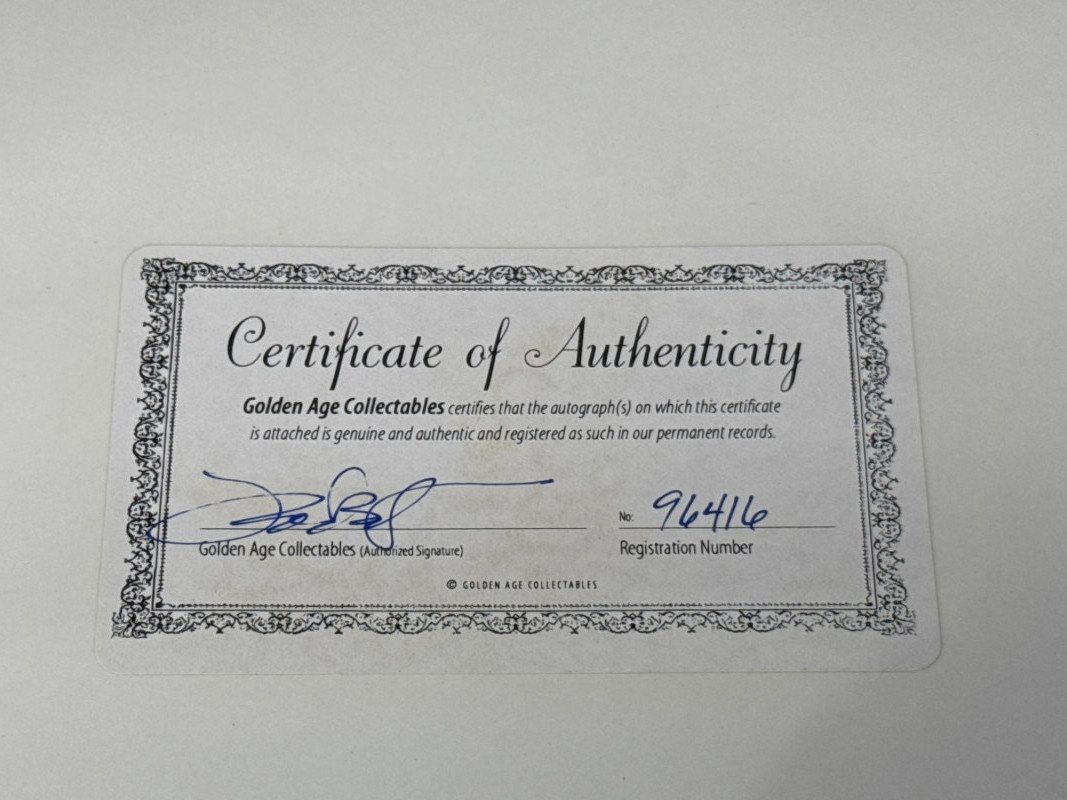 Certificate of Authenticity
Golden Age Collectables certifies that the autograph(s) on which this certificate
is attached is genuine and authentic and registered as such in our permanent records.
No: 96416
Golden Age Collectables (Authorized Signature)
Registration Number
© GOLDEN AGE COLLECTABLES